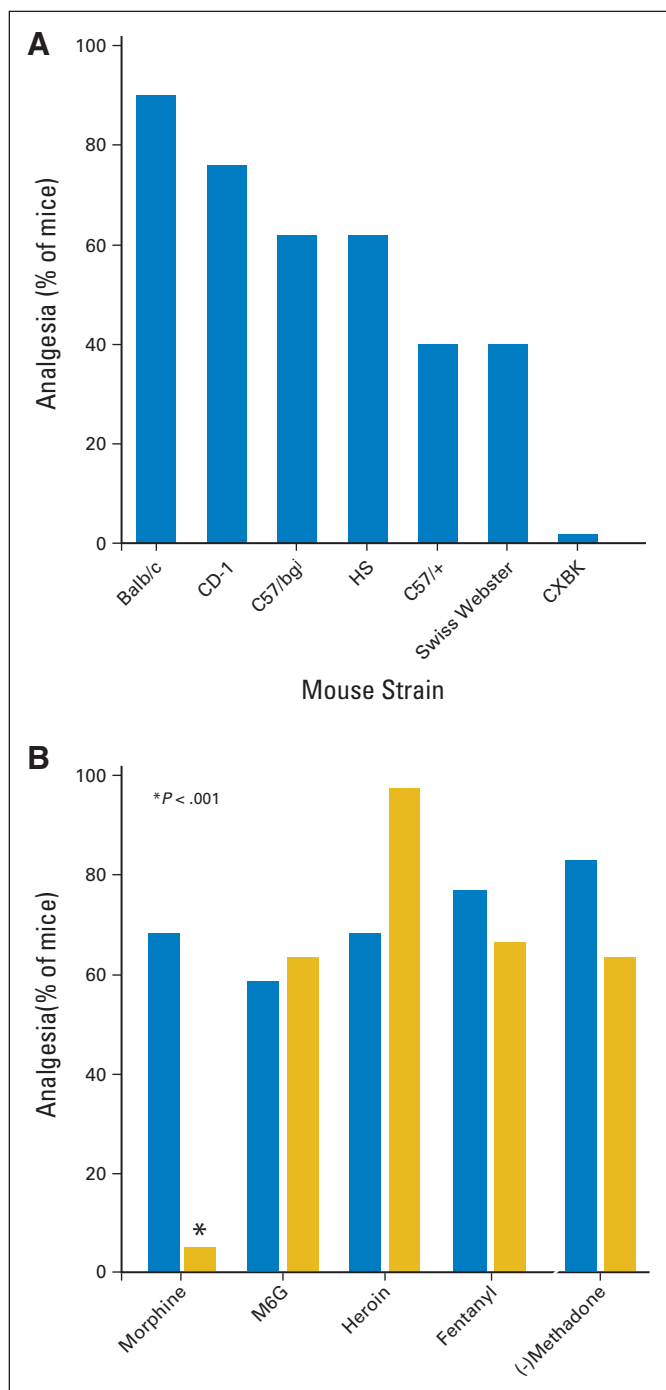 A
Analgesia (% of mice)
100
80
60
40
20
0
Balb/c
CD-1
C57/bgʲ
HS
C57/+
Swiss Webster
CXBK
Mouse Strain
B
Analgesia(% of mice)
100
80
60
40
20
0
*P < .001
*
Morphine
M6G
Heroin
Fentanyl
(-)Methadone